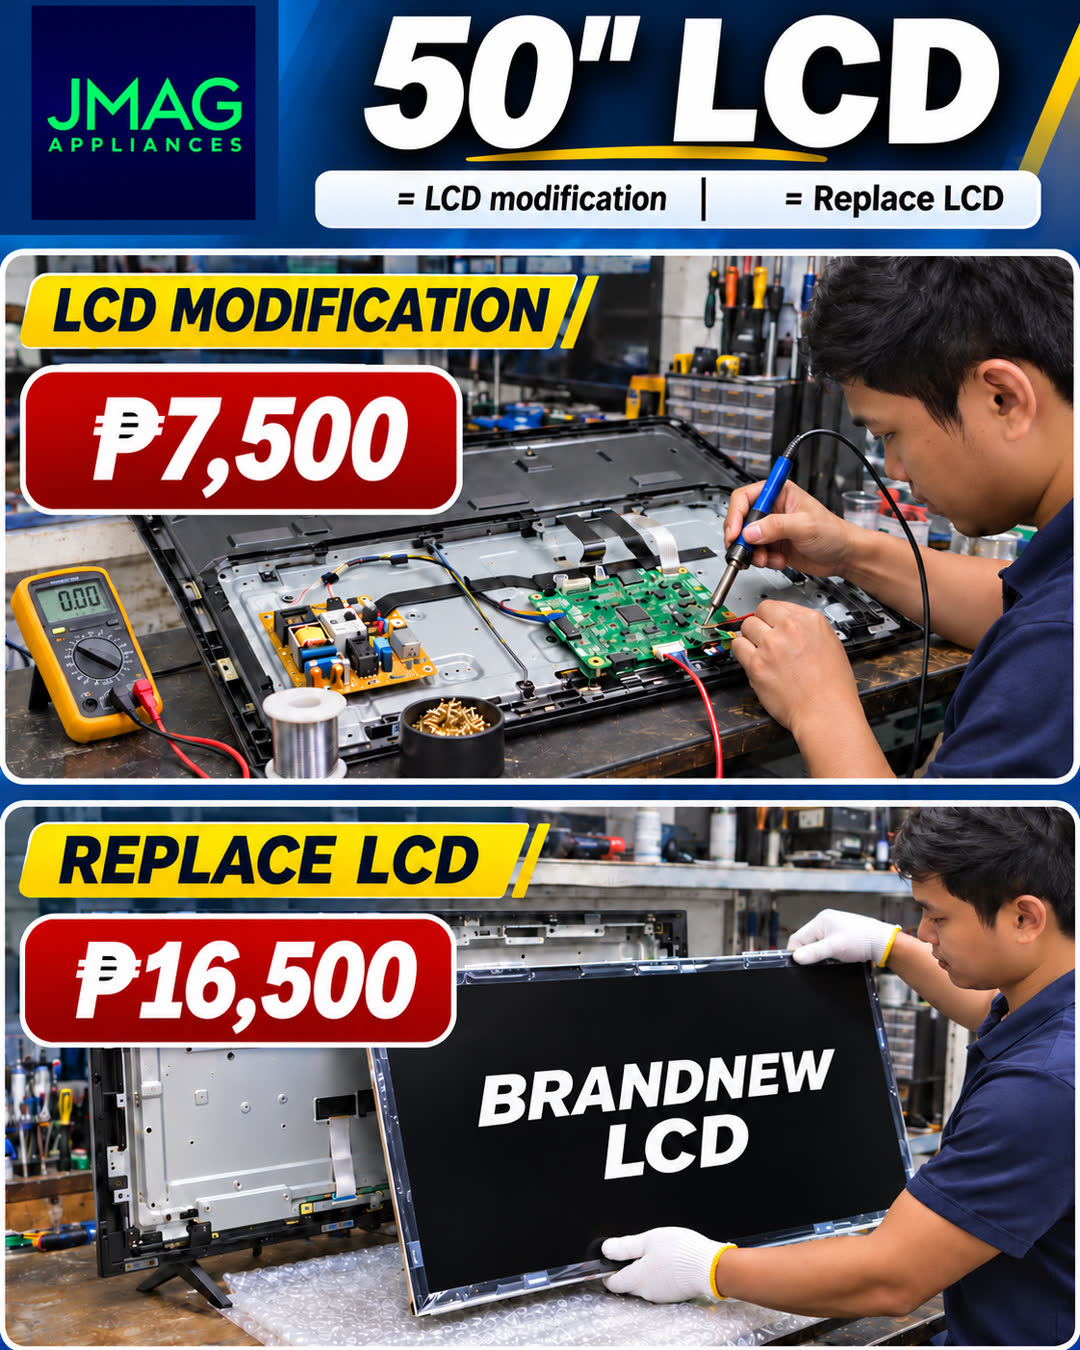 JMAG
APPLIANCES
50" LCD
= LCD modification | = Replace LCD
LCD MODIFICATION
₱7,500
0.00
REPLACE LCD
₱16,500
BRANDNEW
LCD